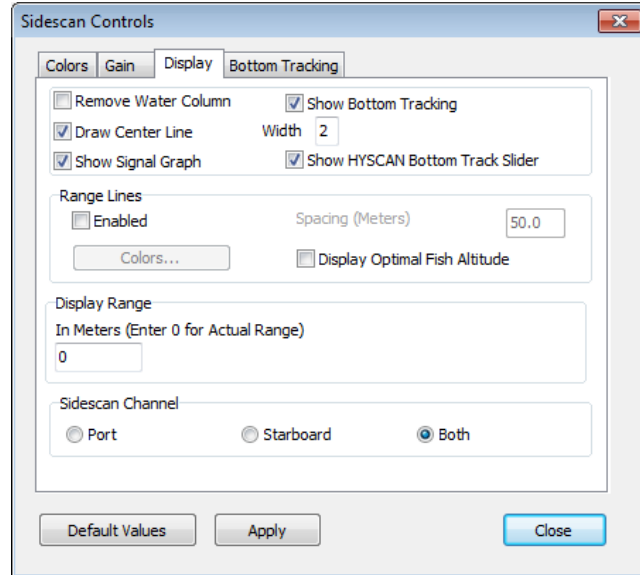 Sidescan Controls
Colors Gain Display Bottom Tracking
Remove Water Column Show Bottom Tracking
Draw Center Line Width 2
Show Signal Graph Show HYSCAN Bottom Track Slider
Range Lines
Enabled Spacing (Meters) 50.0
Colors... Display Optimal Fish Altitude
Display Range
In Meters (Enter 0 for Actual Range)
0
Sidescan Channel
Port Starboard Both
Default Values Apply Close